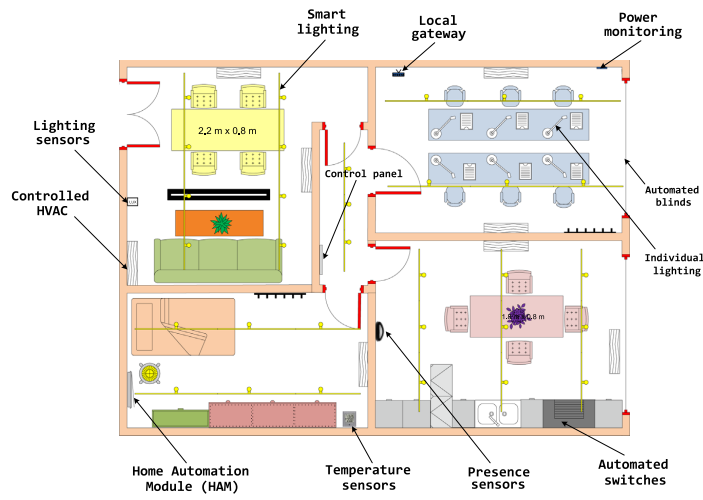 Smart
lighting
Local
gateway
Power
monitoring
Lighting
sensors
2,2 m x 0,8 m
Control panel
Controlled
HVAC
LUX
Automated
blinds
Individual
lighting
Home Automation
Module (HAM)
Temperature
sensors
Presence
sensors
Automated
switches